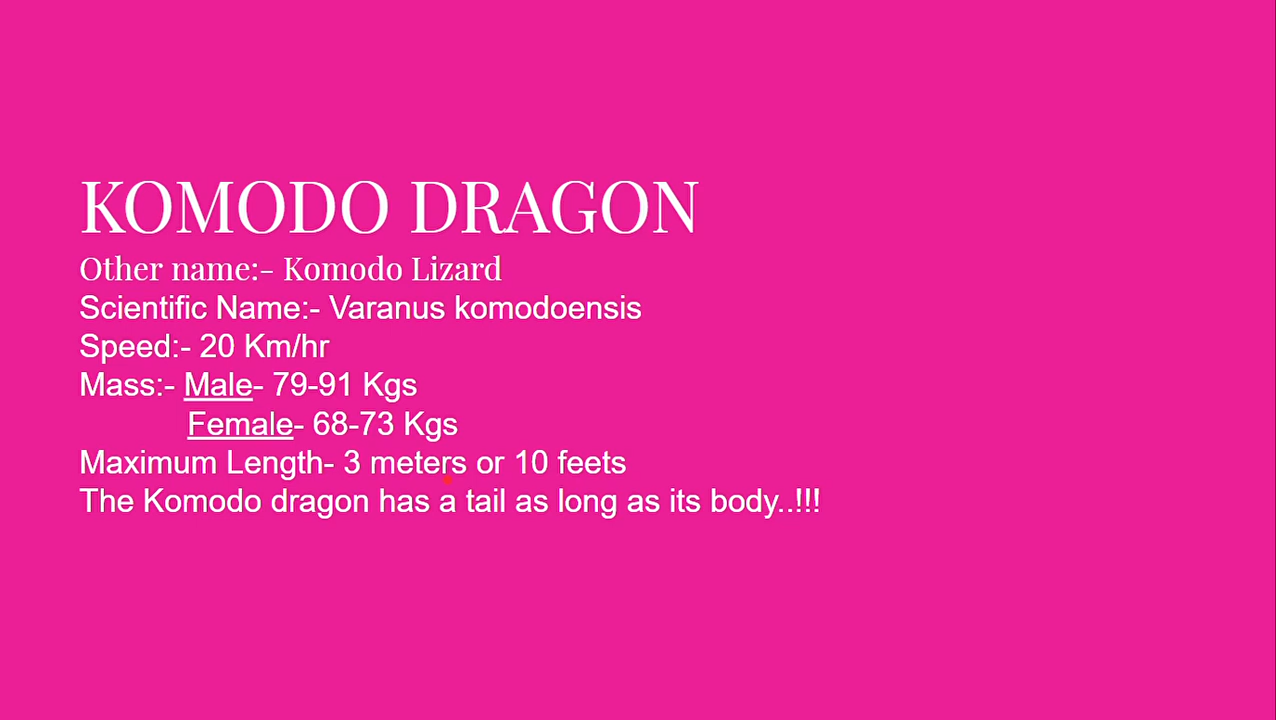 KOMODO DRAGON
Other name:- Komodo Lizard
Scientific Name:- Varanus komodoensis
Speed:- 20 Km/hr
Mass:- Male- 79-91 Kgs
Female- 68-73 Kgs
Maximum Length- 3 meters or 10 feets
The Komodo dragon has a tail as long as its body..!!!